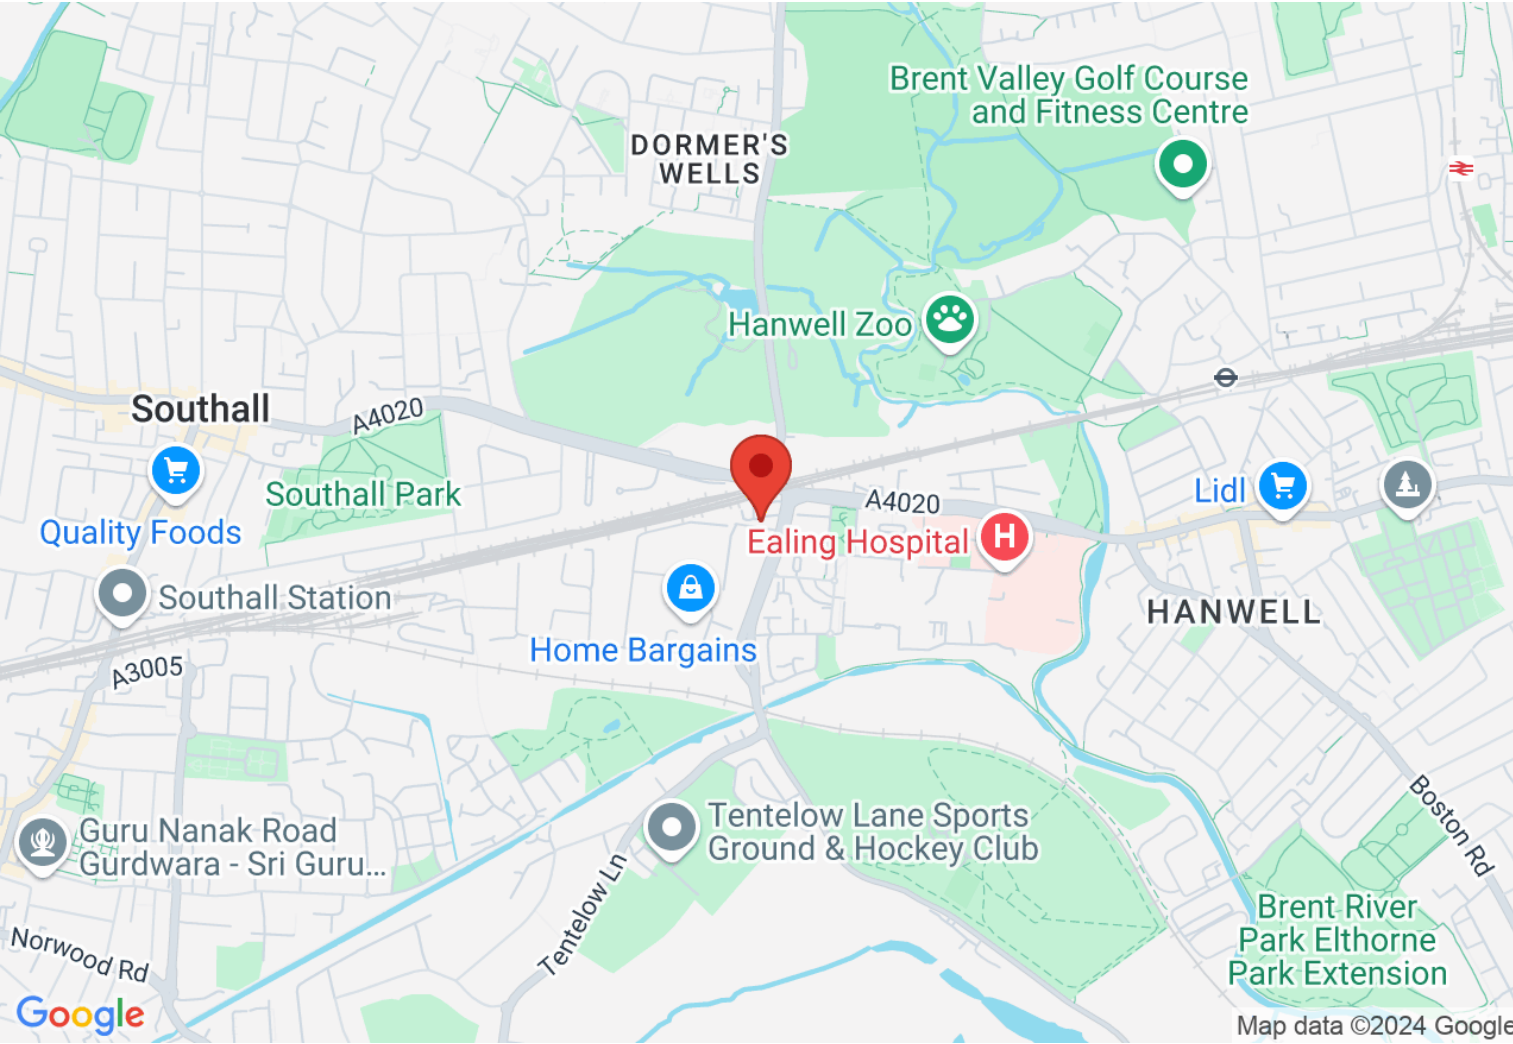 Brent Valley Golf Course
and Fitness Centre
DORMER'S
WELLS
Hanwell Zoo
Southall
A4020
Southall Park
Quality Foods
A4020
Lidl
Ealing Hospital
H
Southall Station
HANWELL
Home Bargains
A3005
Boston Rd
Tentelow Lane Sports
Ground & Hockey Club
Guru Nanak Road
Gurdwara - Sri Guru...
Tentelow Ln
Brent River
Park Elthorne
Park Extension
Norwood Rd
Google
Map data ©2024 Google